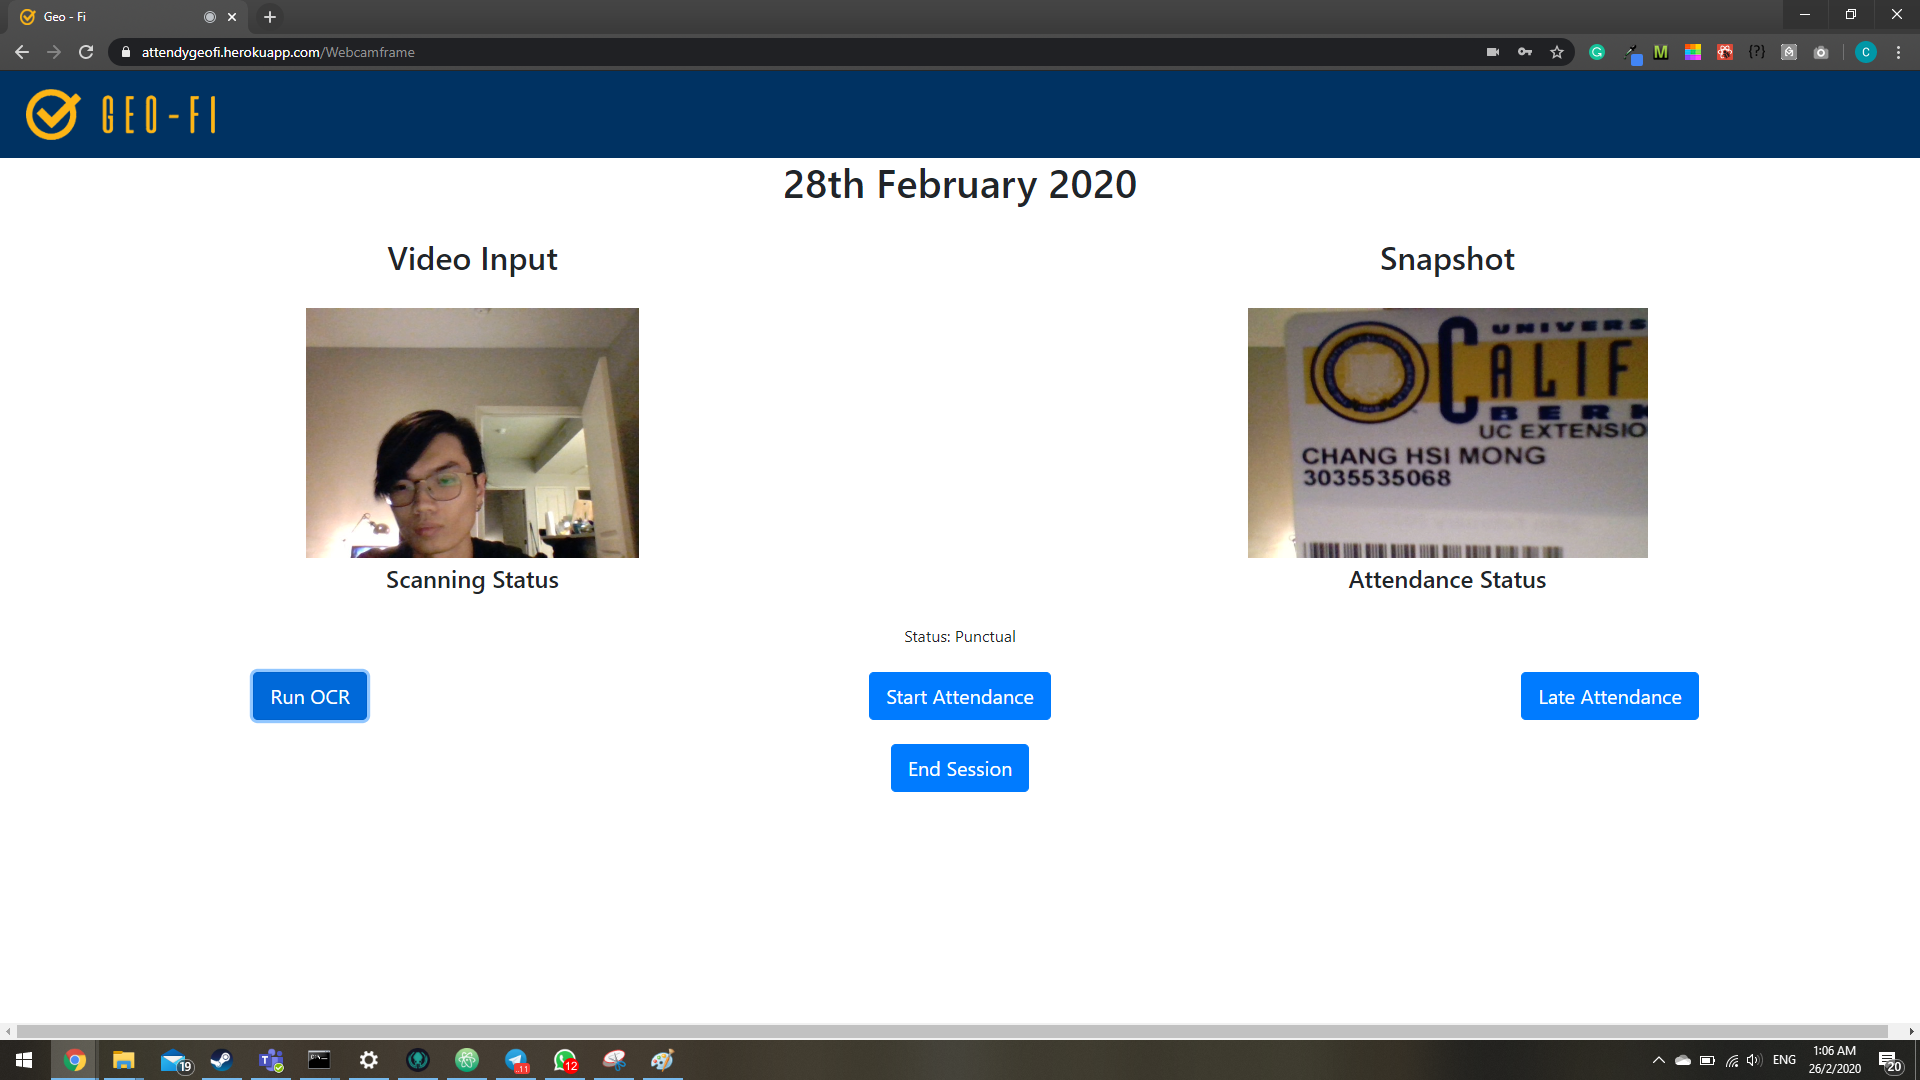 Geo - Fi
attendygeofi.herokuapp.com/Webcamframe
GEO-FI
28th February 2020
Video Input
Snapshot
UNIVERS
CALIF
BERK
UC EXTENSIO
CHANG HSI MONG
3035535068
Scanning Status
Attendance Status
Status: Punctual
Run OCR
Start Attendance
Late Attendance
End Session
19
11
12
ENG
1:06 AM
26/2/2020
20